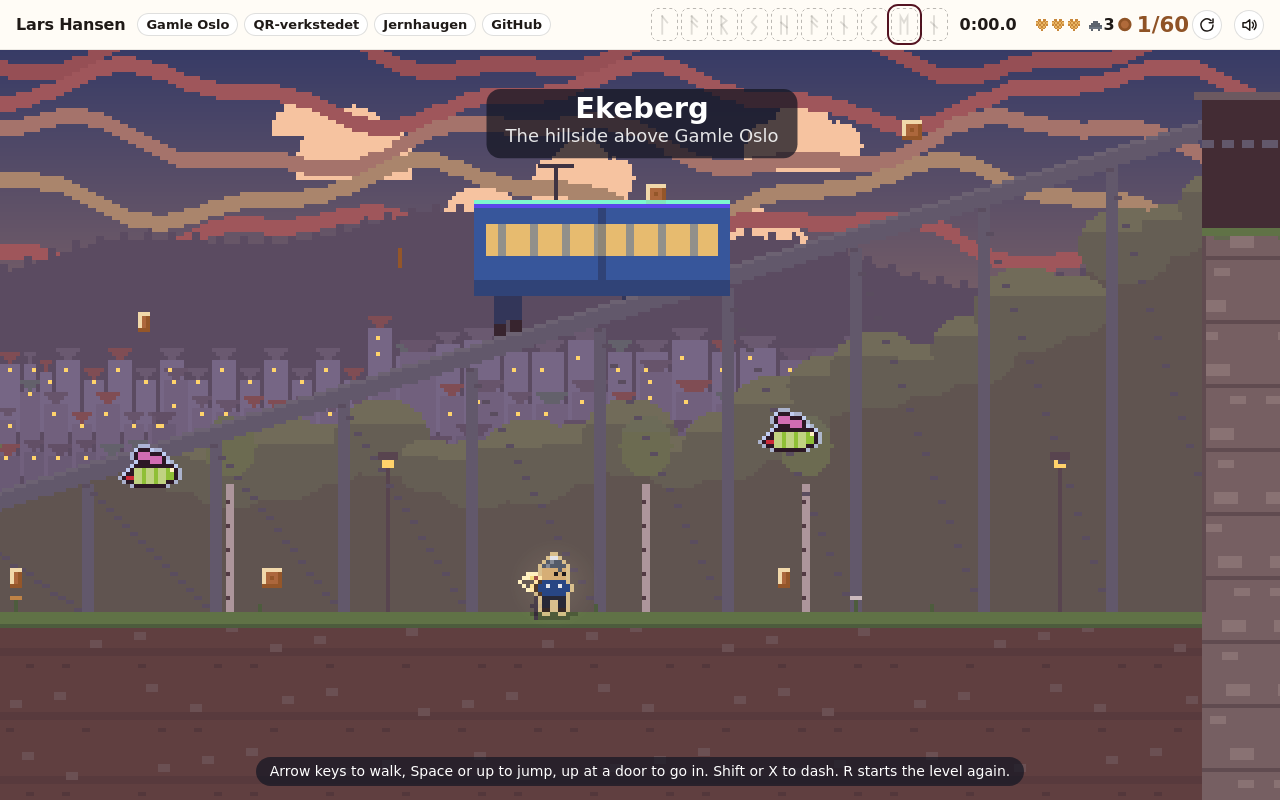 Lars Hansen
Gamle Oslo
QR-verkstedet
Jernhaugen
GitHub
ᛚ ᚨ ᚱ ᛊ ᚺ ᚨ ᚾ ᛊ ᛖ ᚾ
0:00.0
3
1/60
Ekeberg
The hillside above Gamle Oslo
Arrow keys to walk, Space or up to jump, up at a door to go in. Shift or X to dash. R starts the level again.